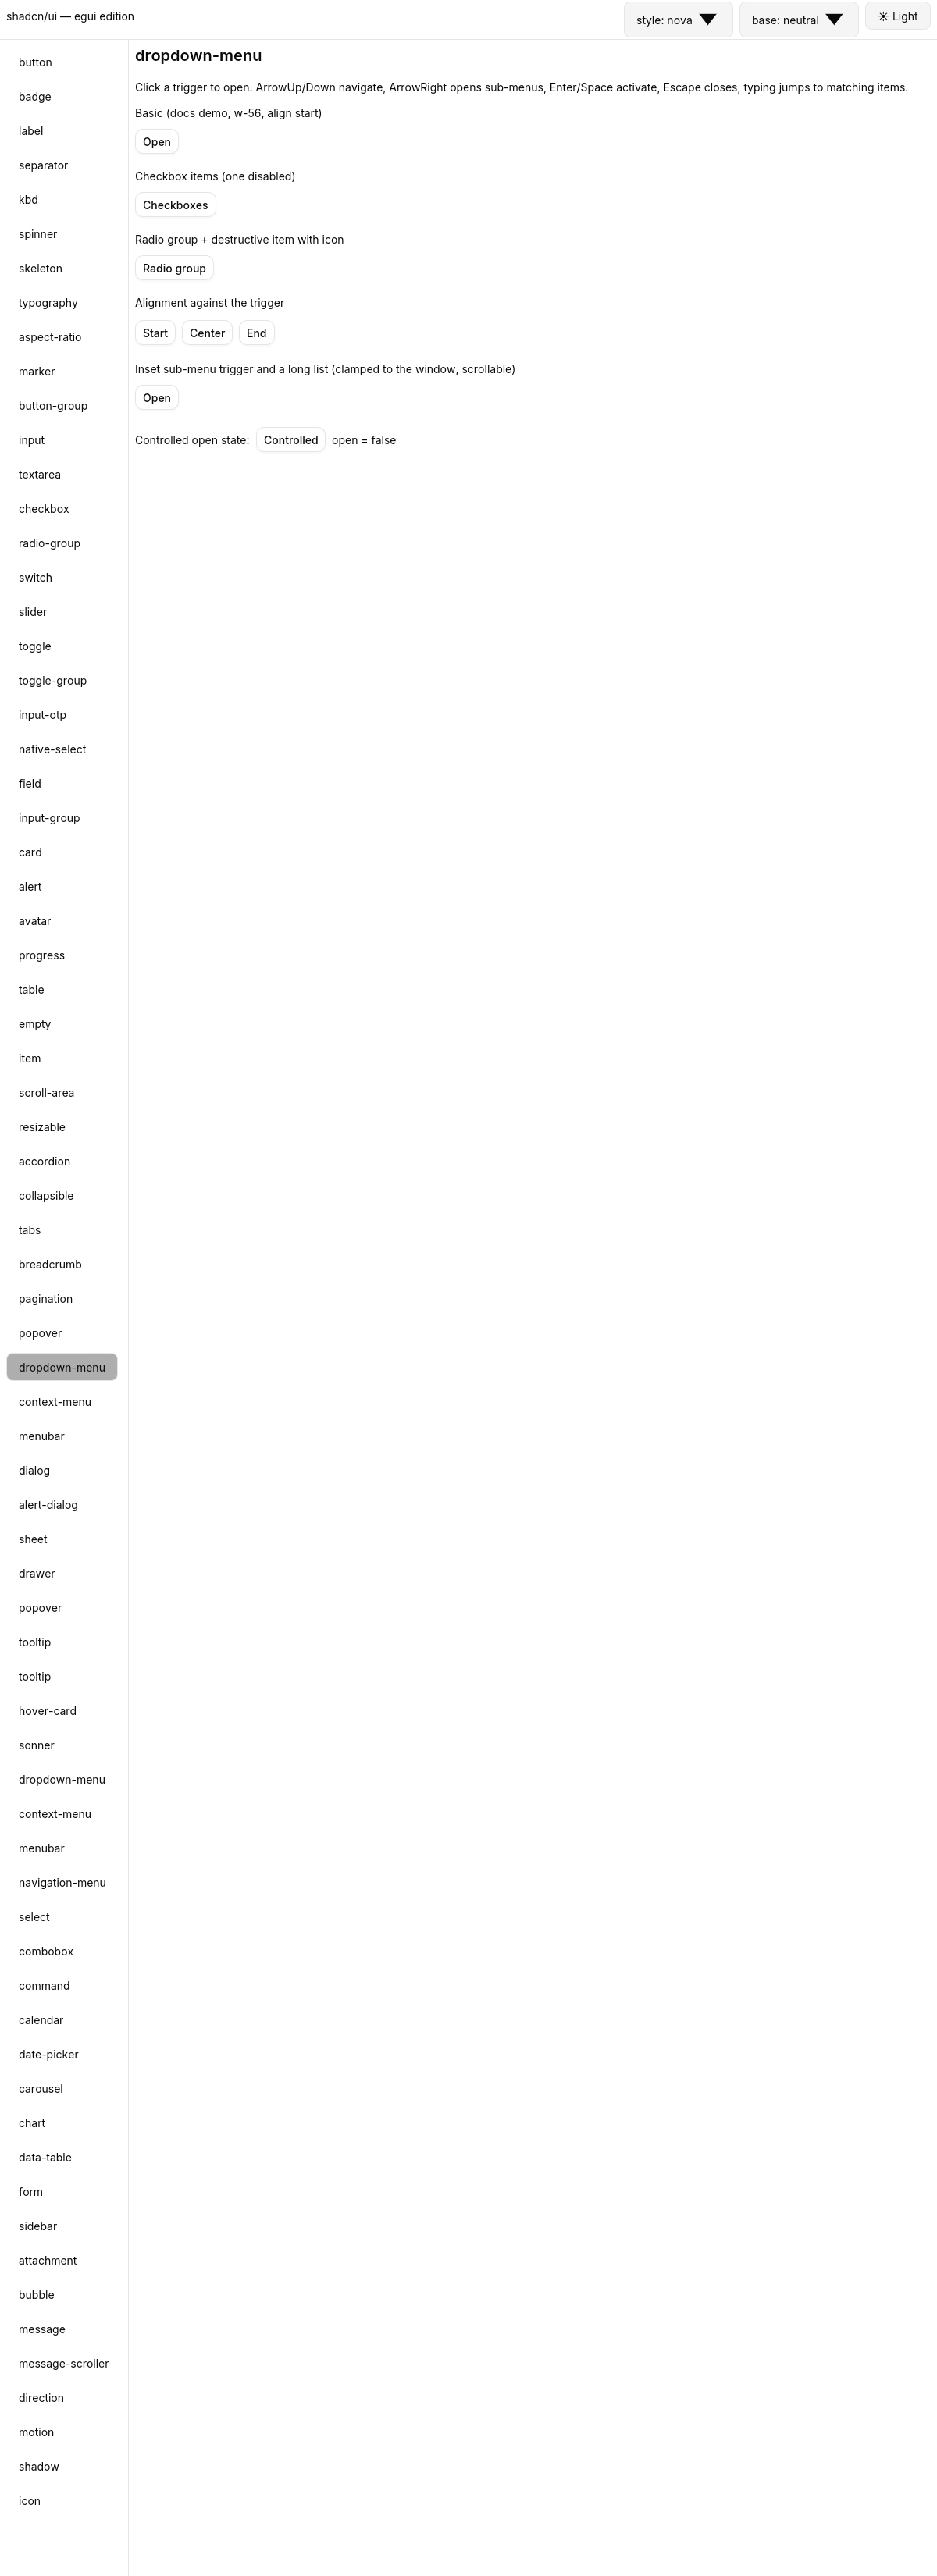 shadcn/ui — egui edition
style: nova
base: neutral
☀ Light
button
badge
label
separator
kbd
spinner
skeleton
typography
aspect-ratio
marker
button-group
input
textarea
checkbox
radio-group
switch
slider
toggle
toggle-group
input-otp
native-select
field
input-group
card
alert
avatar
progress
table
empty
item
scroll-area
resizable
accordion
collapsible
tabs
breadcrumb
pagination
popover
dropdown-menu
context-menu
menubar
dialog
alert-dialog
sheet
drawer
popover
tooltip
tooltip
hover-card
sonner
dropdown-menu
context-menu
menubar
navigation-menu
select
combobox
command
calendar
date-picker
carousel
chart
data-table
form
sidebar
attachment
bubble
message
message-scroller
direction
motion
shadow
icon
dropdown-menu
Click a trigger to open. ArrowUp/Down navigate, ArrowRight opens sub-menus, Enter/Space activate, Escape closes, typing jumps to matching items.
Basic (docs demo, w-56, align start)
Open
Checkbox items (one disabled)
Checkboxes
Radio group + destructive item with icon
Radio group
Alignment against the trigger
Start Center End
Inset sub-menu trigger and a long list (clamped to the window, scrollable)
Open
Controlled open state: Controlled open = false